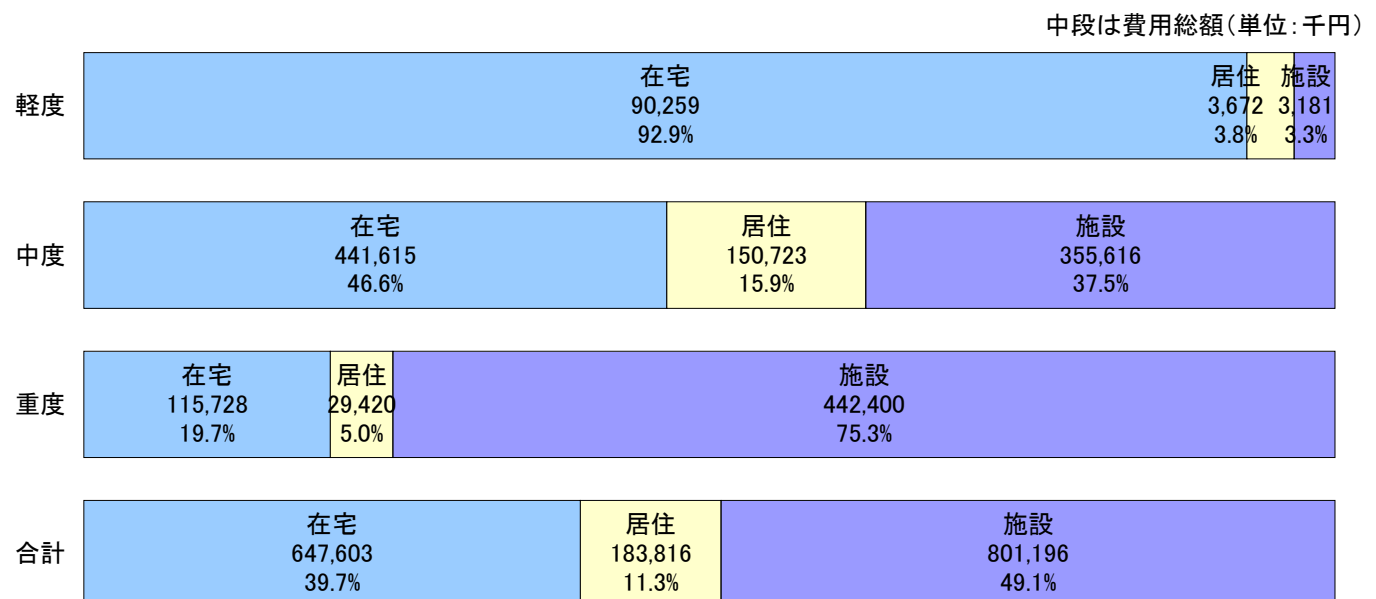 中段は費用総額(単位:千円)
軽度
在宅
90,259
92.9%
居住
3,672
3.8%
施設
3,181
3.3%
中度
在宅
441,615
46.6%
居住
150,723
15.9%
施設
355,616
37.5%
重度
在宅
115,728
19.7%
居住
29,420
5.0%
施設
442,400
75.3%
合計
在宅
647,603
39.7%
居住
183,816
11.3%
施設
801,196
49.1%